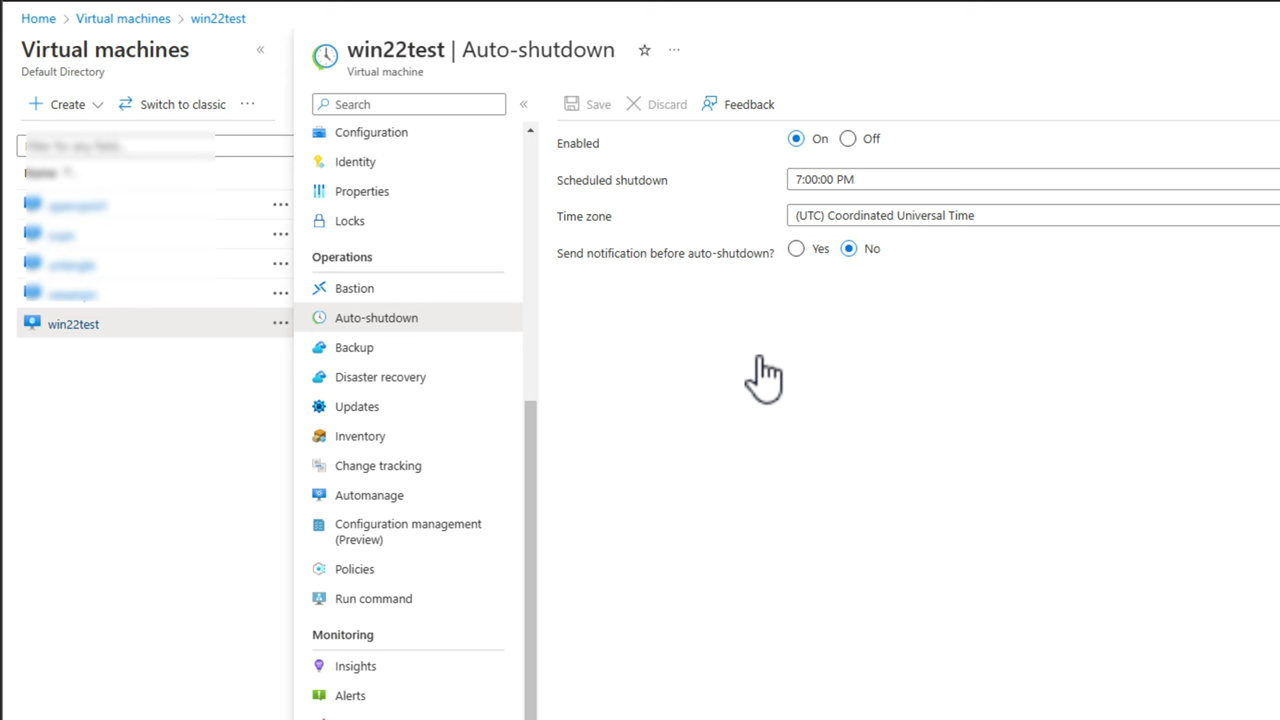 Home > Virtual machines > win22test
Virtual machines «
Default Directory
+ Create Switch to classic ...
win22test ...
win22test | Auto-shutdown ☆ ...
Virtual machine
Search «
Configuration
Identity
Properties
Locks
Operations
Bastion
Auto-shutdown
Backup
Disaster recovery
Updates
Inventory
Change tracking
Automanage
Configuration management
(Preview)
Policies
Run command
Monitoring
Insights
Alerts
Save Discard Feedback
Enabled On Off
Scheduled shutdown 7:00:00 PM
Time zone (UTC) Coordinated Universal Time
Send notification before auto-shutdown? Yes No